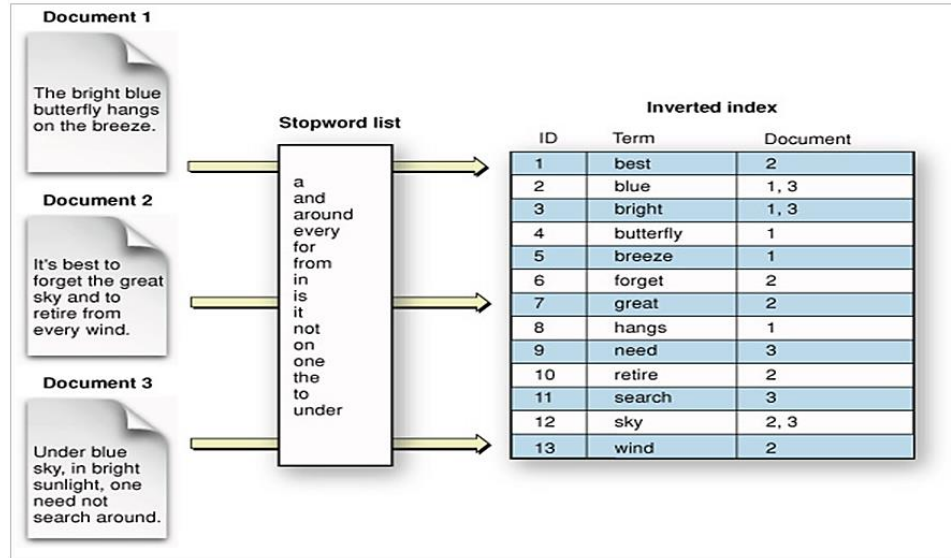 Document 1
The bright blue
butterfly hangs
on the breeze.
Document 2
It's best to
forget the great
sky and to
retire from
every wind.
Document 3
Under blue
sky, in bright
sunlight, one
need not
search around.
Stopword list
a
and
around
every
for
from
in
is
it
not
on
one
the
to
under
Inverted index
ID Term Document
1 best 2
2 blue 1, 3
3 bright 1, 3
4 butterfly 1
5 breeze 1
6 forget 2
7 great 2
8 hangs 1
9 need 3
10 retire 2
11 search 3
12 sky 2, 3
13 wind 2